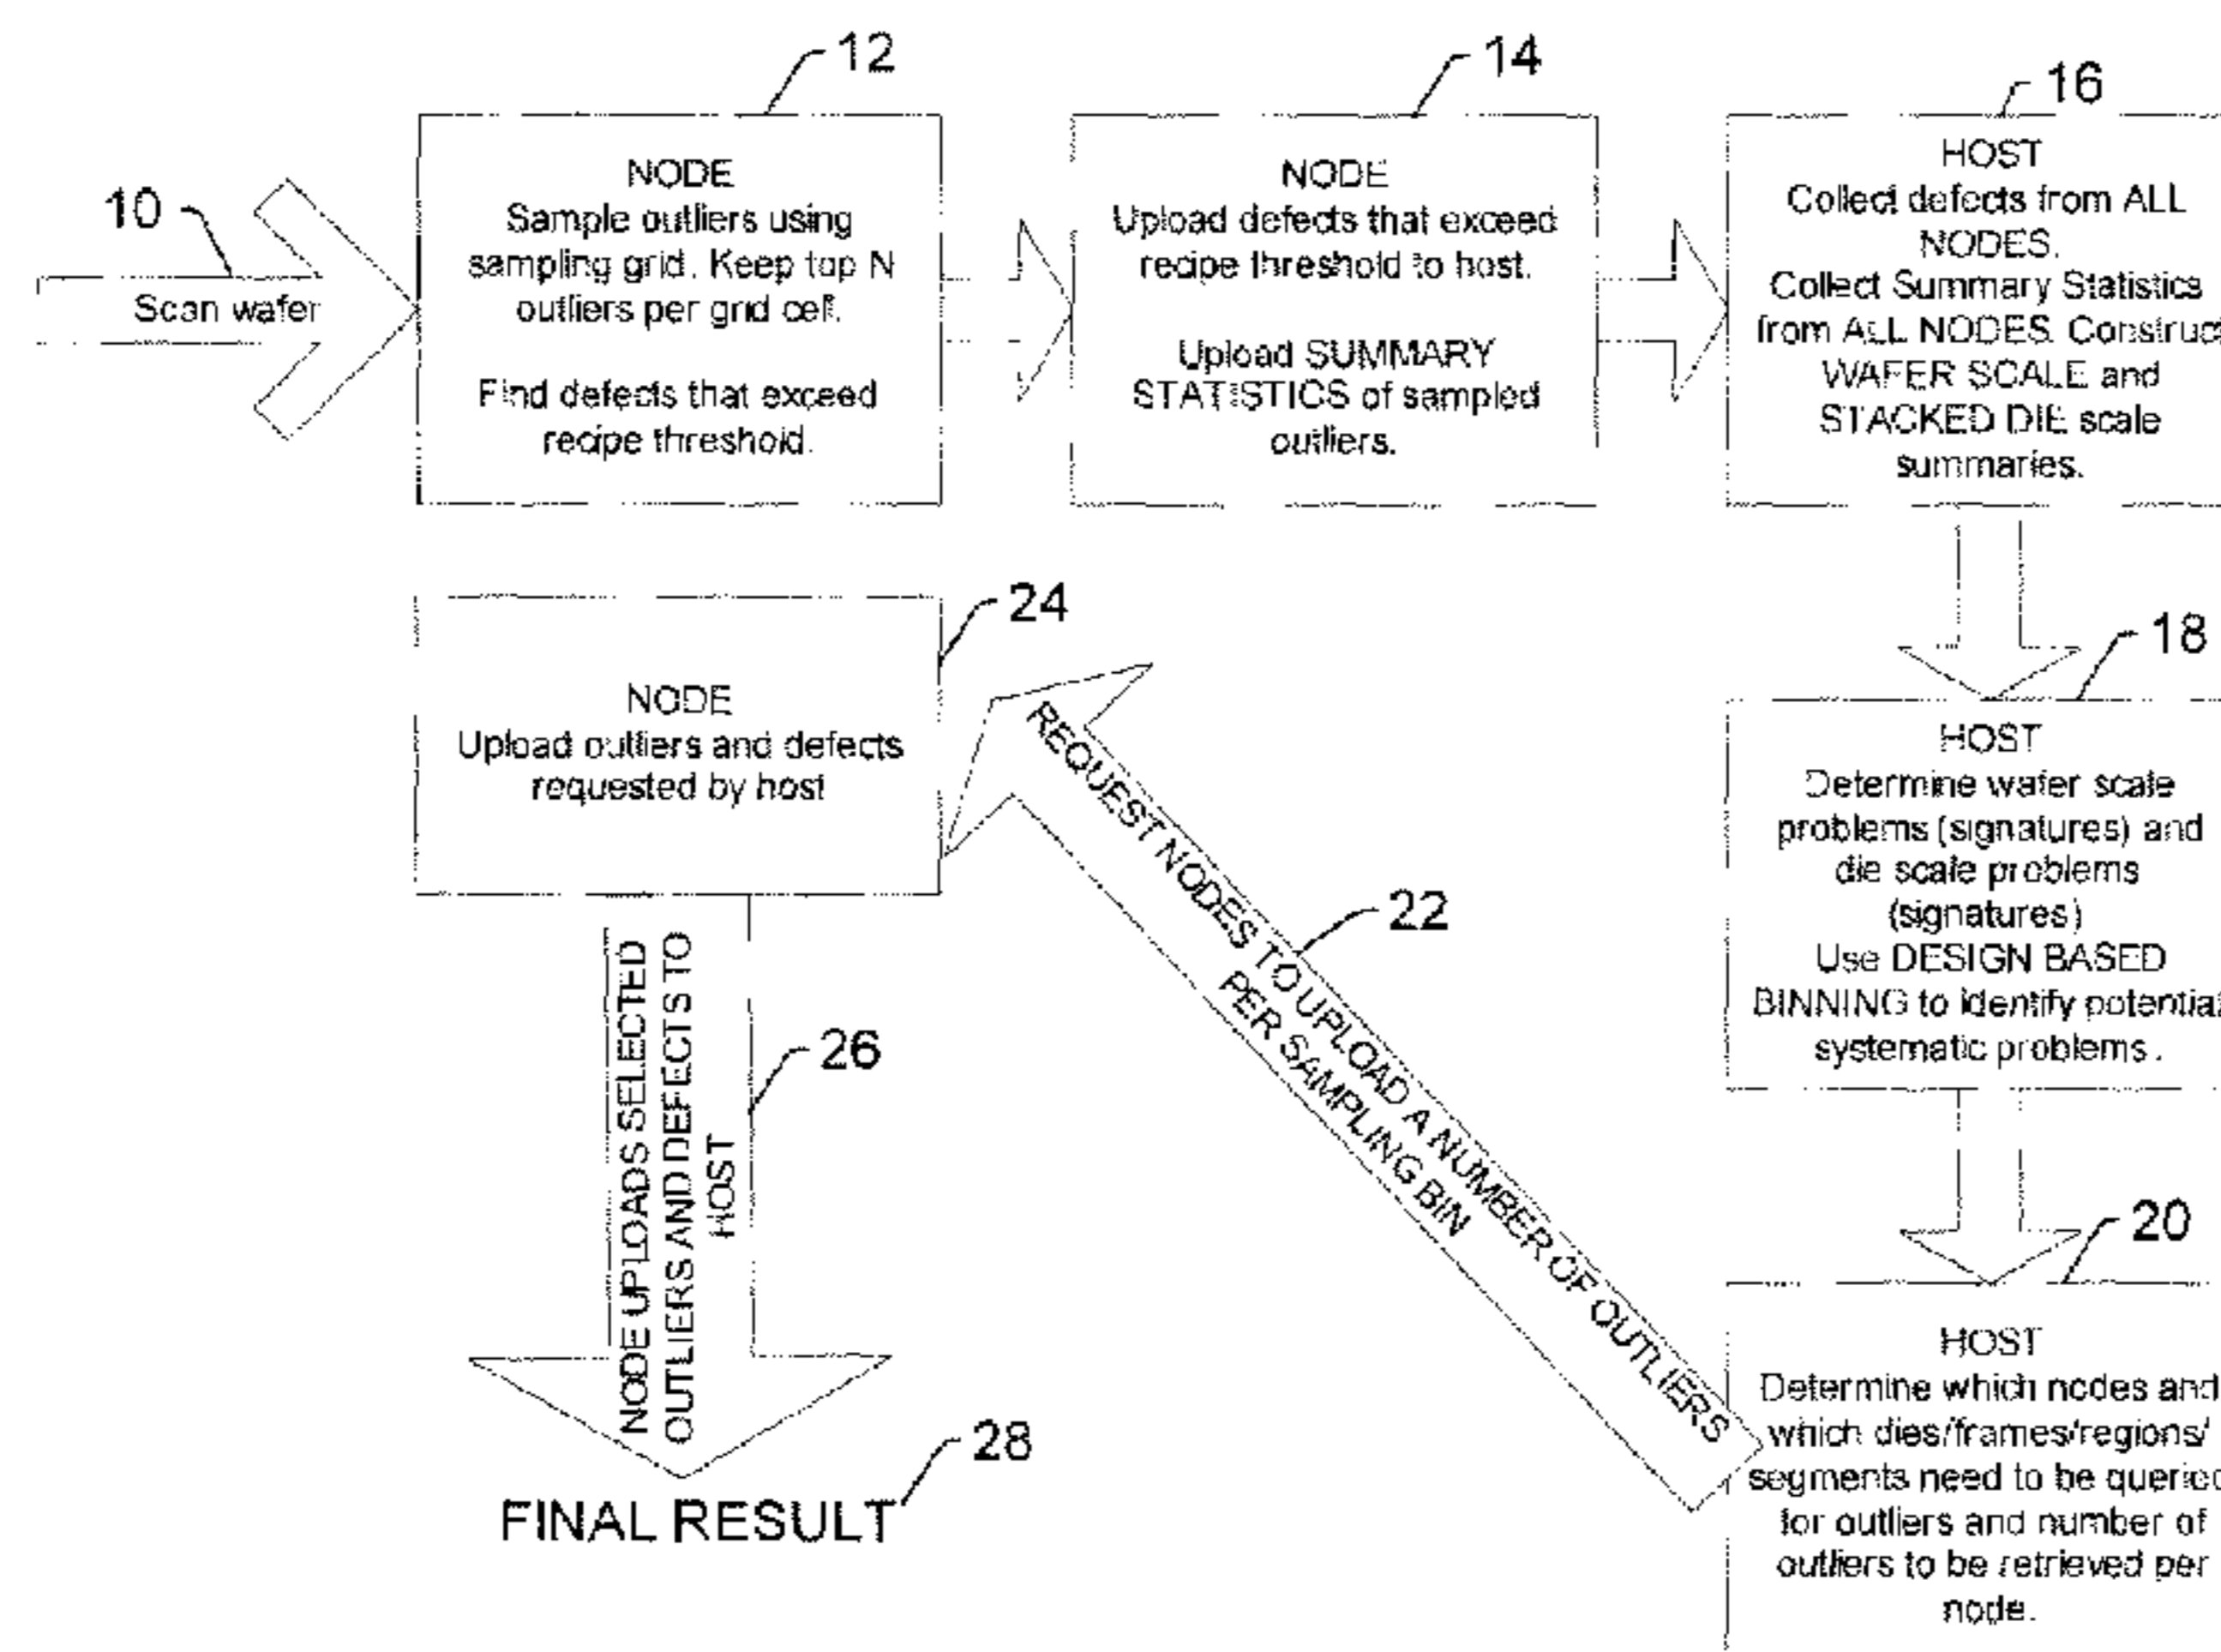 12
14
16
10
Scan wafer
NODE
Sample outliers using
sampling grid. Keep top N
outliers per grid cell.
Find defects that exceed
recipe threshold.
NODE
Upload defects that exceed
recipe threshold to host.
Upload SUMMARY
STATISTICS of sampled
outliers.
HOST
Collect defects from ALL
NODES.
Collect Summary Statistics
from ALL NODES. Construct
WAFER SCALE and
STACKED DIE scale
summaries.
18
HOST
Determine wafer scale
problems (signatures) and
die scale problems
(signatures)
Use DESIGN BASED
BINNING to identify potential
systematic problems.
20
HOST
Determine which nodes and
which dies/frames/regions/
segments need to be queried
for outliers and number of
outliers to be retrieved per
node.
22
REQUEST NODES TO UPLOAD A NUMBER OF OUTLIERS
PER SAMPLING BIN
24
NODE
Upload outliers and defects
requested by host
26
NODE UPLOADS SELECTED
OUTLIERS AND DEFECTS TO
HOST
28
FINAL RESULT